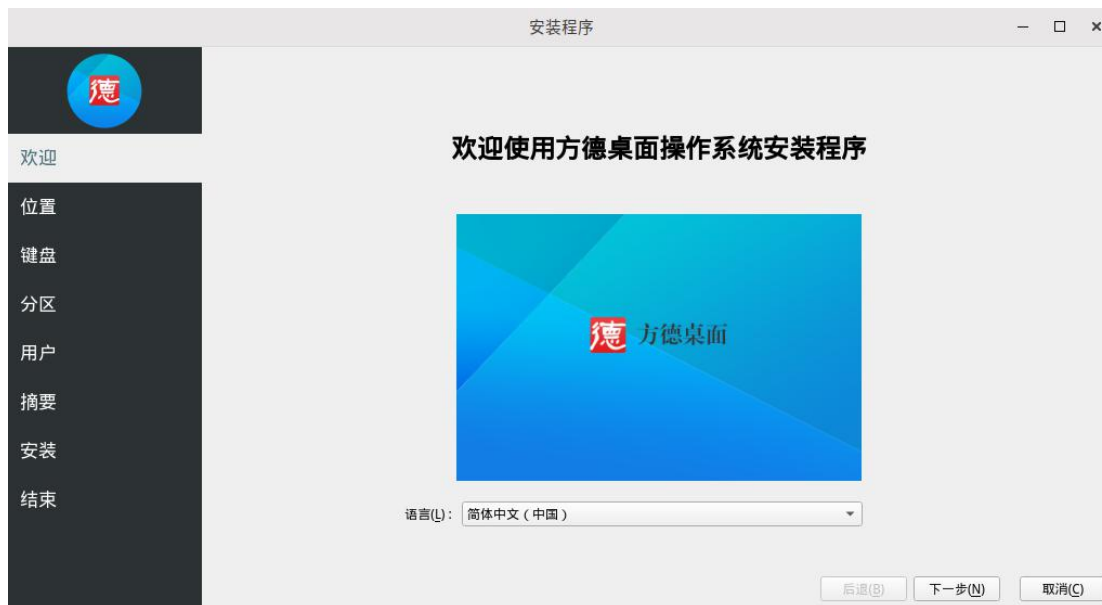 安装程序
德
欢迎
位置
键盘
分区
用户
摘要
安装
结束
欢迎使用方德桌面操作系统安装程序
德 方德桌面
语言(L): 简体中文 ( 中国 )
后退(B) 下一步(N) 取消(C)